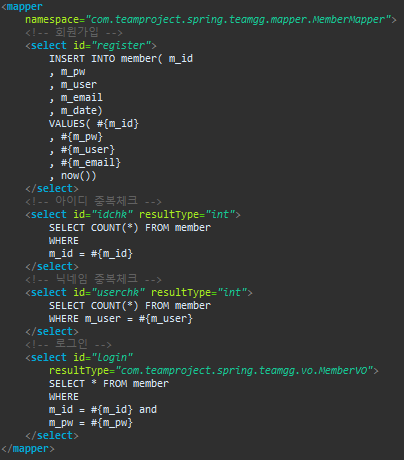 <mapper
namespace="com.teamproject.spring.teamgg.mapper.MemberMapper">
<!-- 회원가입 -->
<select id="register">
INSERT INTO member( m_id
, m_pw
, m_user
, m_email
, m_date)
VALUES( #{m_id}
, #{m_pw}
, #{m_user}
, #{m_email}
, now())
</select>
<!-- 아이디 중복체크 -->
<select id="idchk" resultType="int">
SELECT COUNT(*) FROM member
WHERE
m_id = #{m_id}
</select>
<!-- 닉네임 중복체크 -->
<select id="userchk" resultType="int">
SELECT COUNT(*) FROM member
WHERE m_user = #{m_user}
</select>
<!-- 로그인 -->
<select id="login"
resultType="com.teamproject.spring.teamgg.vo.MemberVO">
SELECT * FROM member
WHERE
m_id = #{m_id} and
m_pw = #{m_pw}
</select>
</mapper>